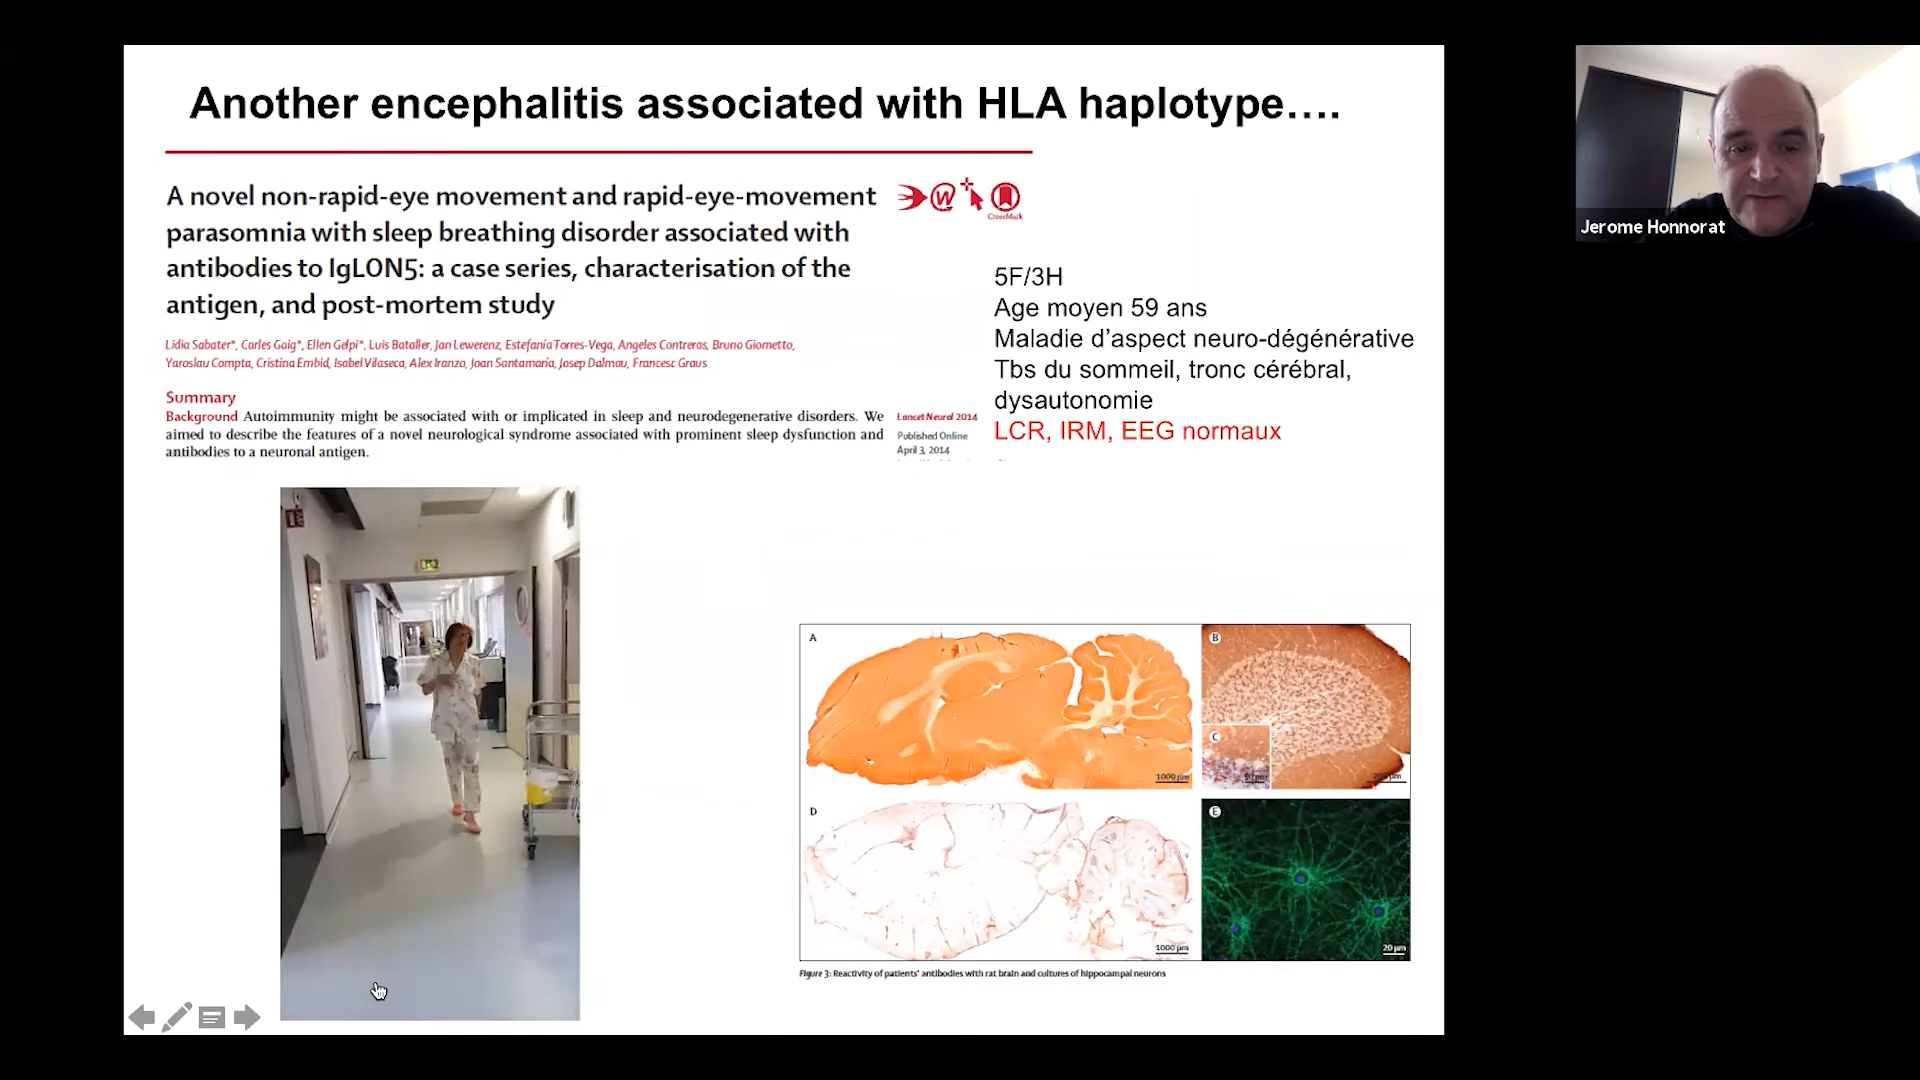 Another encephalitis associated with HLA haplotype….
A novel non-rapid-eye movement and rapid-eye-movement
parasomnia with sleep breathing disorder associated with
antibodies to IgLON5: a case series, characterisation of the
antigen, and post-mortem study
CrossMark
Lidia Sabater*, Carles Gaig*, Ellen Gelpi*, Luis Bataller, Jan Lewerenz, Estefanía Torres-Vega, Angeles Contreras, Bruno Giometto,
Yaroslau Compta, Cristina Embid, Isabel Vilaseca, Alex Iranzo, Joan Santamaría, Josep Dalmau, Francesc Graus
Summary
Background Autoimmunity might be associated with or implicated in sleep and neurodegenerative disorders. We
aimed to describe the features of a novel neurological syndrome associated with prominent sleep dysfunction and
antibodies to a neuronal antigen.
Lancet Neurol 2014
Published Online
April 3, 2014
5F/3H
Age moyen 59 ans
Maladie d’aspect neuro-dégénérative
Tbs du sommeil, tronc cérébral,
dysautonomie
LCR, IRM, EEG normaux
A
B
C
1000 µm
D
E
1000 µm
20 µm
Figure 3: Reactivity of patients' antibodies with rat brain and cultures of hippocampal neurons
Jerome Honnorat